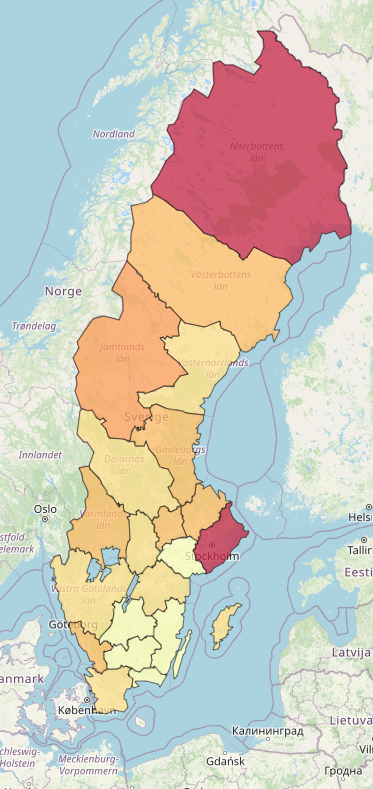 Nordland
Norrbottens
län
Västerbottens
län
Norge
Trøndelag
Jämtlands
län
Västernorrlands
län
Sverige
Innlandet
Dalarnas
län
Gävleborgs
län
Oslo
Värmlands
län
Helsi
Tallin
Stockholm
Eesti
Västra Götalands
län
Göteborg
Latvija
anmark
København
Lietuva
Калининград
Mecklenburg-
Vorpommern
Gdańsk
Гродна